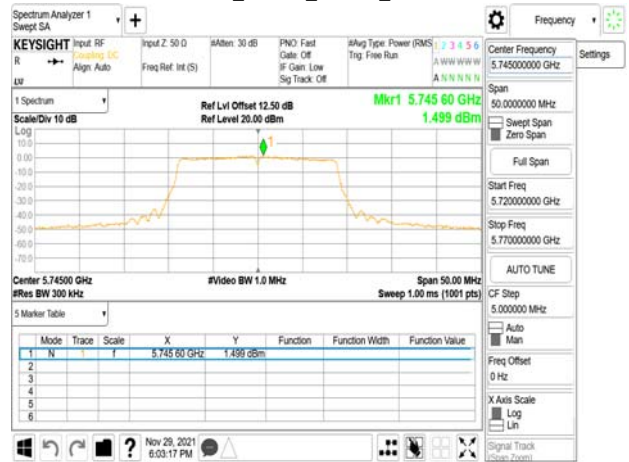 Spectrum Analyzer 1
Swept SA
Frequency
KEYSIGHT Input: RF Input Z: 50 Ω #Atten: 30 dB PNO: Fast #Avg Type: Power (RMS 1 2 3 4 5 6
R Coupling: DC Gate: Off Trig: Free Run A WW WW W
Align: Auto Freq Ref: Int (S) IF Gain: Low
Sig Track: Off A N N N N N
Settings
1 Spectrum Ref Lvl Offset 12.50 dB Mkr1 5.745 60 GHz
Scale/Div 10 dB Ref Level 20.00 dBm 1.499 dBm
Log
10.0
0.00
-10.0
-20.0
-30.0
-40.0
-50.0
-60.0
-70.0
1
Center 5.74500 GHz #Video BW 1.0 MHz Span 50.00 MHz
#Res BW 300 kHz Sweep 1.00 ms (1001 pts)
5 Marker Table
Mode Trace Scale X Y Function Function Width Function Value
1 N 1 f 5.745 60 GHz 1.499 dBm
2
3
4
5
6
Nov 29, 2021
6:03:17 PM
Center Frequency
5.745000000 GHz
Span
50.0000000 MHz
Swept Span
Zero Span
Full Span
Start Freq
5.720000000 GHz
Stop Freq
5.770000000 GHz
AUTO TUNE
CF Step
5.000000 MHz
Auto
Man
Freq Offset
0 Hz
X Axis Scale
Log
Lin
Signal Track
(Span Zoom)